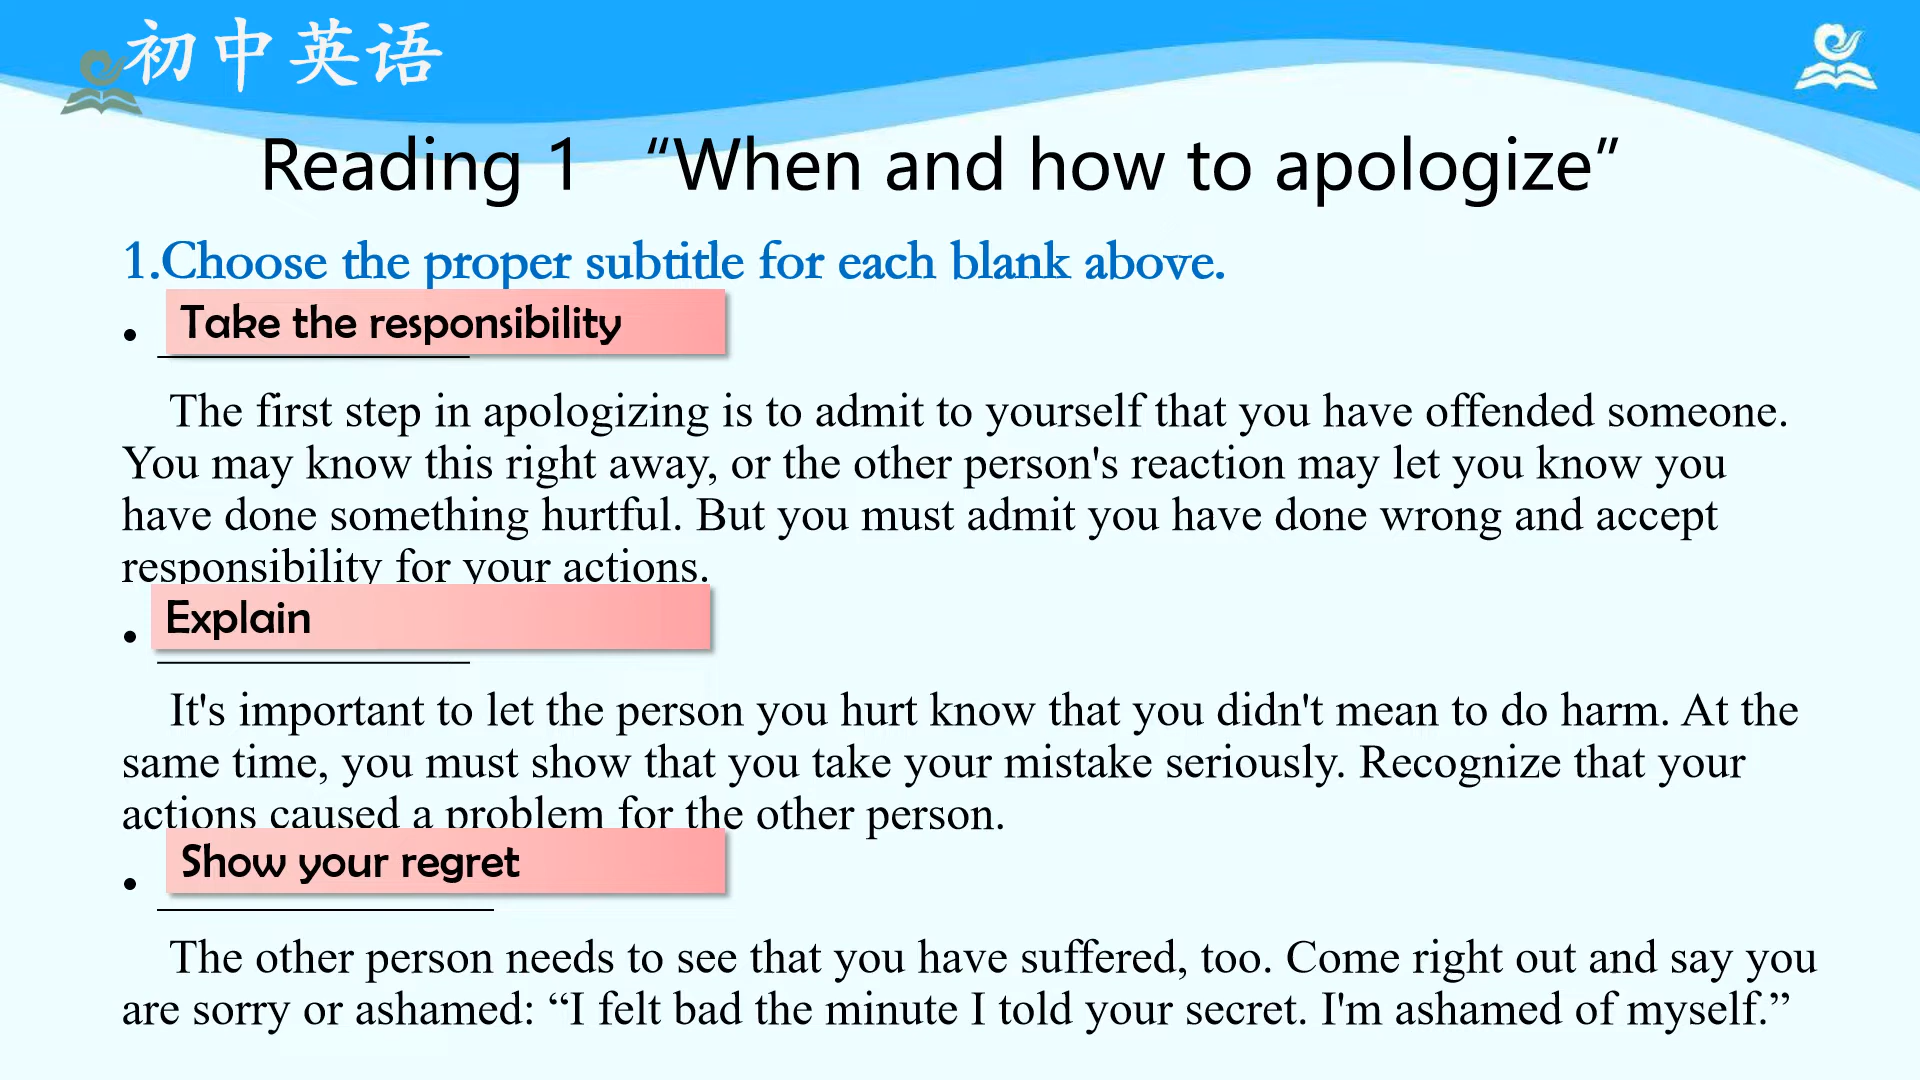 初中英语
Reading 1 “When and how to apologize”
1.Choose the proper subtitle for each blank above.
• Take the responsibility
The first step in apologizing is to admit to yourself that you have offended someone.
You may know this right away, or the other person's reaction may let you know you
have done something hurtful. But you must admit you have done wrong and accept
responsibility for your actions.
• Explain
It's important to let the person you hurt know that you didn't mean to do harm. At the
same time, you must show that you take your mistake seriously. Recognize that your
actions caused a problem for the other person.
• Show your regret
The other person needs to see that you have suffered, too. Come right out and say you
are sorry or ashamed: “I felt bad the minute I told your secret. I'm ashamed of myself.”